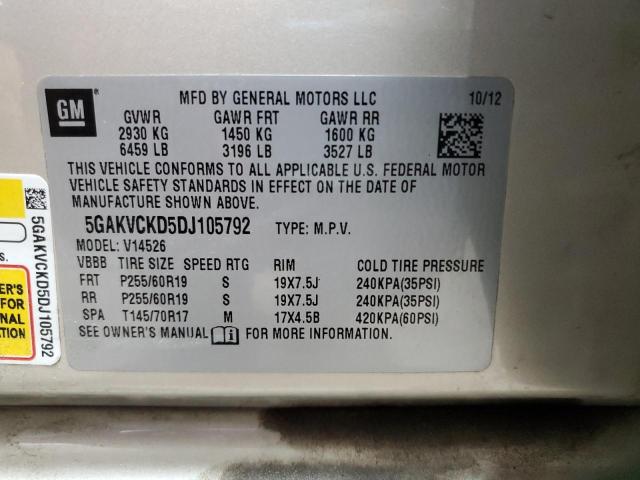 GM
MFD BY GENERAL MOTORS LLC 10/12
GVWR GAWR FRT GAWR RR
2930 KG 1450 KG 1600 KG
6459 LB 3196 LB 3527 LB
THIS VEHICLE CONFORMS TO ALL APPLICABLE U.S. FEDERAL MOTOR
VEHICLE SAFETY STANDARDS IN EFFECT ON THE DATE OF
MANUFACTURE SHOWN ABOVE.
5GAKVCKD5DJ105792 TYPE: M.P.V.
MODEL: V14526
VBBB TIRE SIZE SPEED RTG RIM COLD TIRE PRESSURE
FRT P255/60R19 S 19X7.5J 240KPA(35PSI)
RR P255/60R19 S 19X7.5J 240KPA(35PSI)
SPA T145/70R17 M 17X4.5B 420KPA(60PSI)
SEE OWNER'S MANUAL i FOR MORE INFORMATION.
5GAKVCKD5DJ105792
S.
ER'S